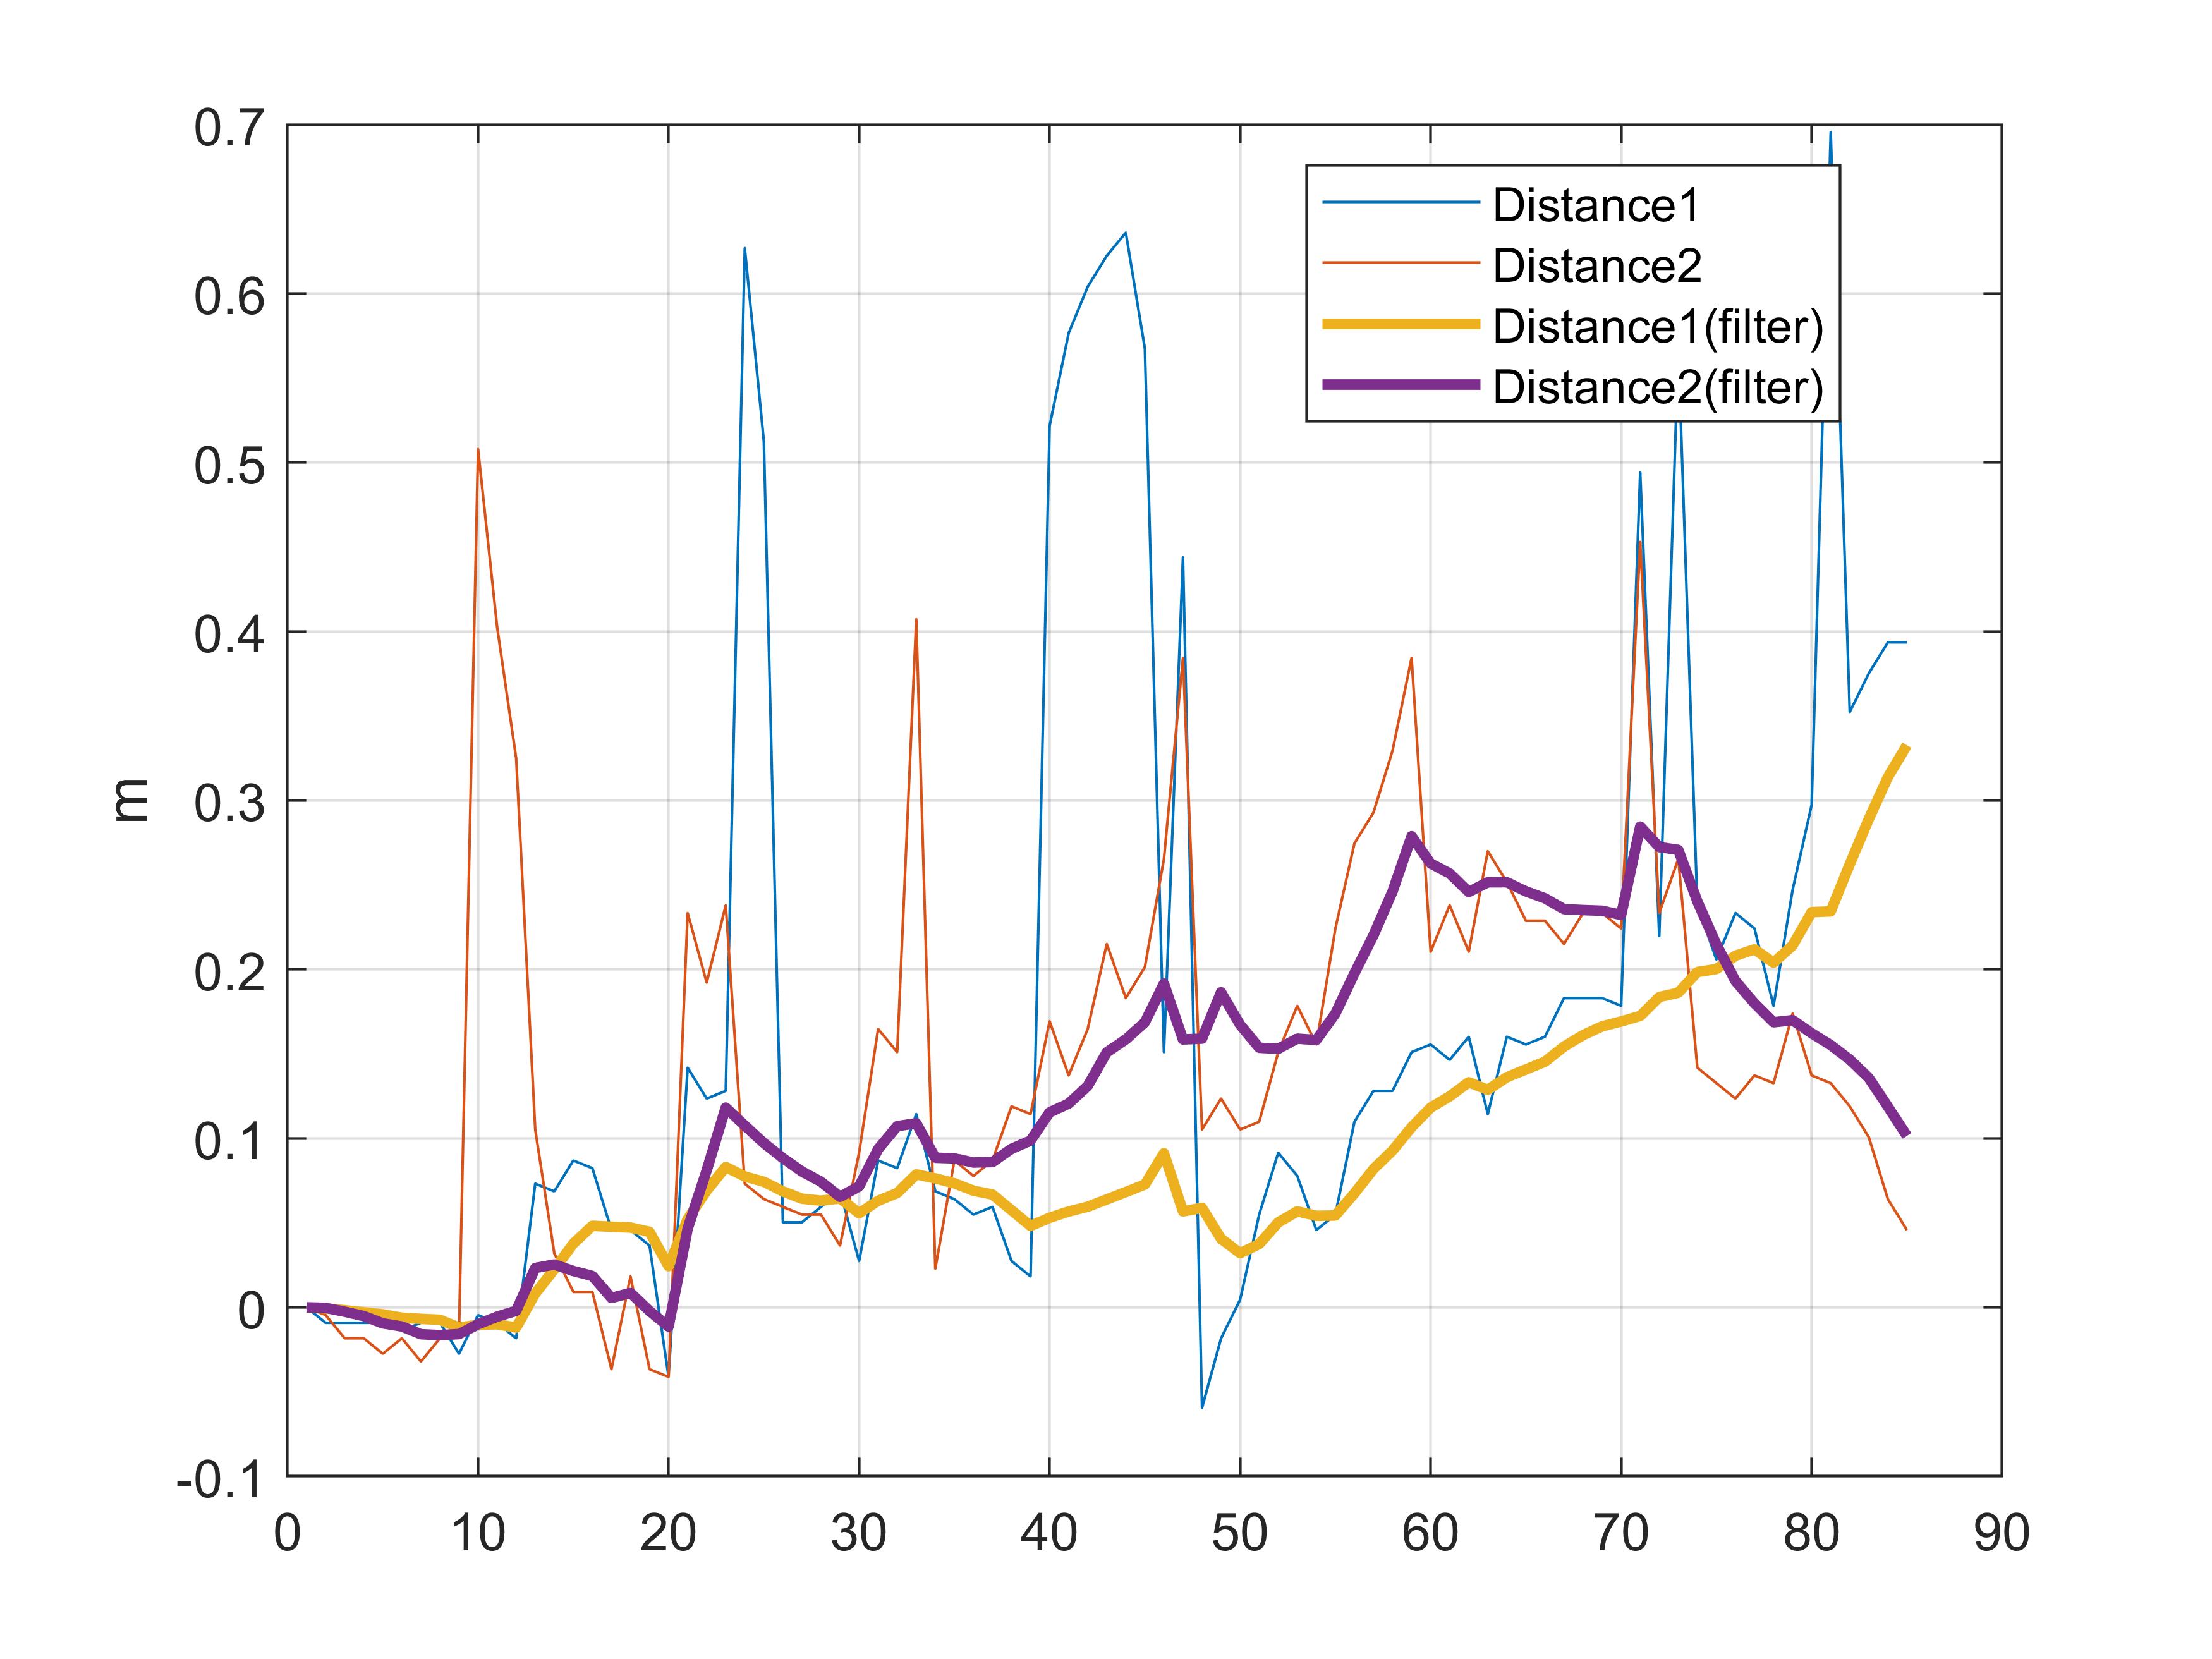 0.7
0.6
0.5
0.4
0.3
0.2
0.1
0
-0.1
m
Distance1
Distance2
Distance1(filter)
Distance2(filter)
0 10 20 30 40 50 60 70 80 90